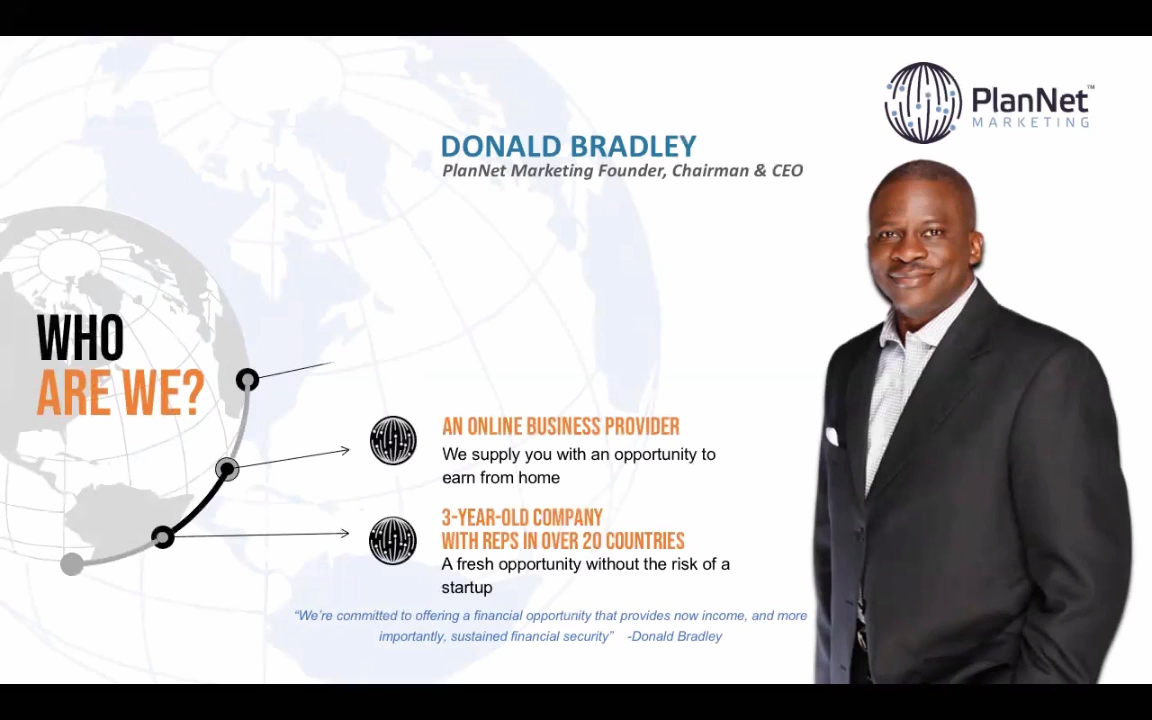 PlanNet™
MARKETING
DONALD BRADLEY
PlanNet Marketing Founder, Chairman & CEO
WHO
ARE WE?
AN ONLINE BUSINESS PROVIDER
We supply you with an opportunity to
earn from home
3-YEAR-OLD COMPANY
WITH REPS IN OVER 20 COUNTRIES
A fresh opportunity without the risk of a
startup
“We’re committed to offering a financial opportunity that provides now income, and more
importantly, sustained financial security” -Donald Bradley